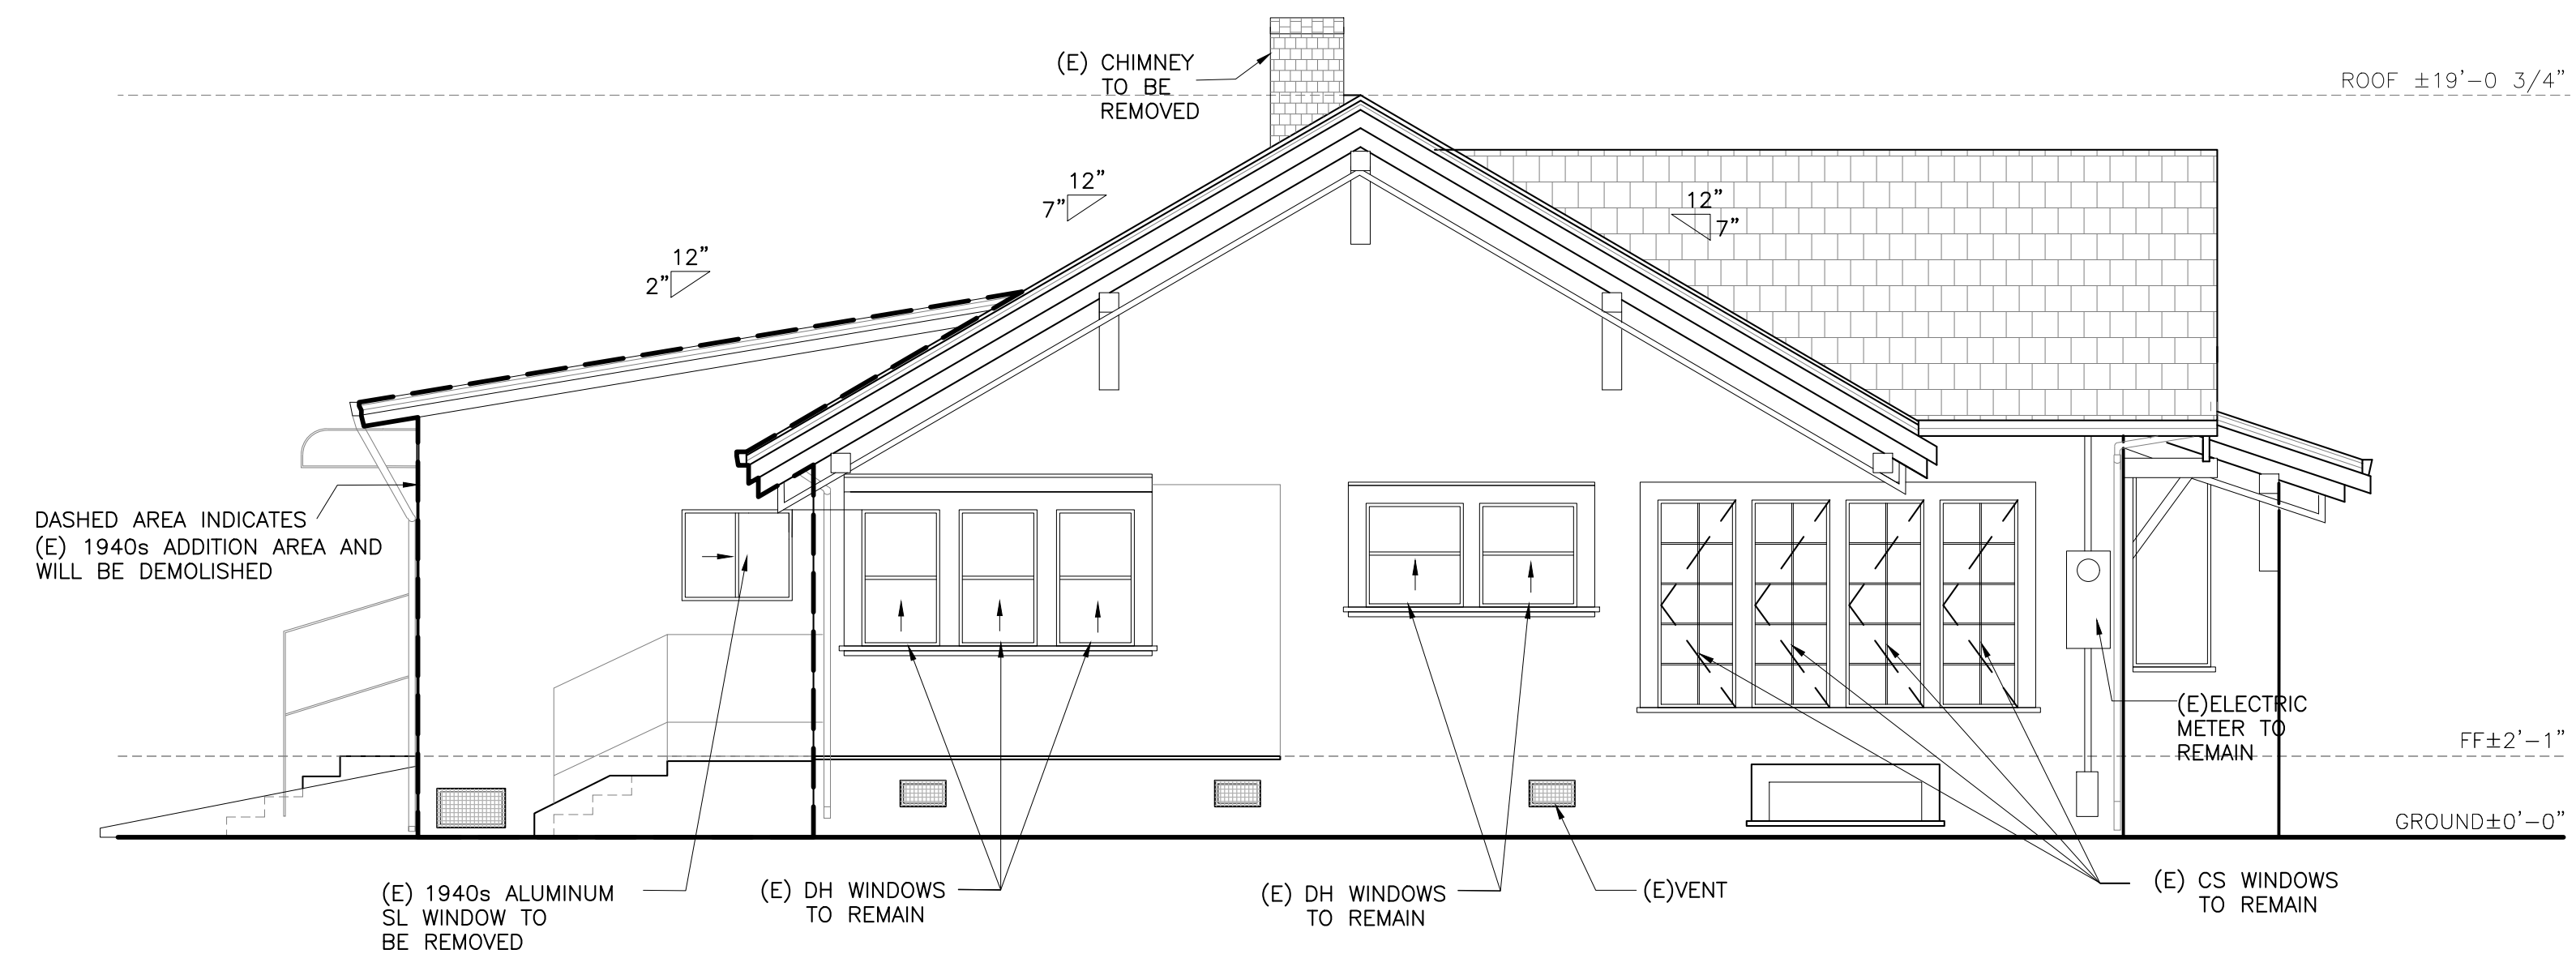 (E) CHIMNEY
TO BE
REMOVED
ROOF ±19'-0 3/4"
12"
7"
12"
7"
12"
2"
DASHED AREA INDICATES
(E) 1940s ADDITION AREA AND
WILL BE DEMOLISHED
(E)ELECTRIC
METER TO
REMAIN
FF±2'-1"
GROUND±0'-0"
(E) 1940s ALUMINUM
SL WINDOW TO
BE REMOVED
(E) DH WINDOWS
TO REMAIN
(E) DH WINDOWS
TO REMAIN
(E)VENT
(E) CS WINDOWS
TO REMAIN